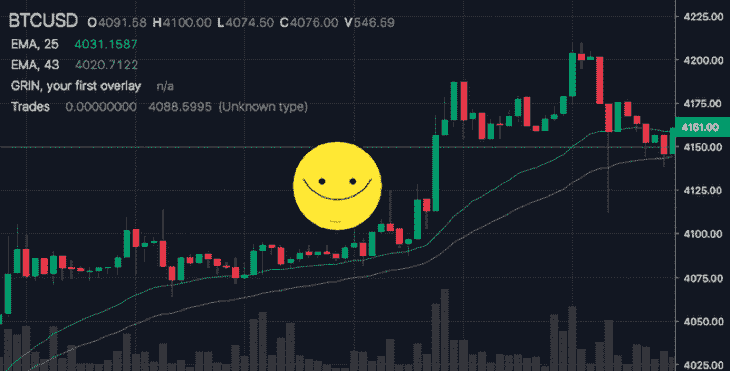 BTCUSD O4091.58 H4100.00 L4074.50 C4076.00 V546.59
EMA, 25 4031.1587
EMA, 43 4020.7122
GRIN, your first overlay n/a
Trades 0.00000000 4088.5995 (Unknown type)
4225.00
4200.00
4175.00
4161.00
4150.00
4125.00
4100.00
4075.00
4050.00
4025.00